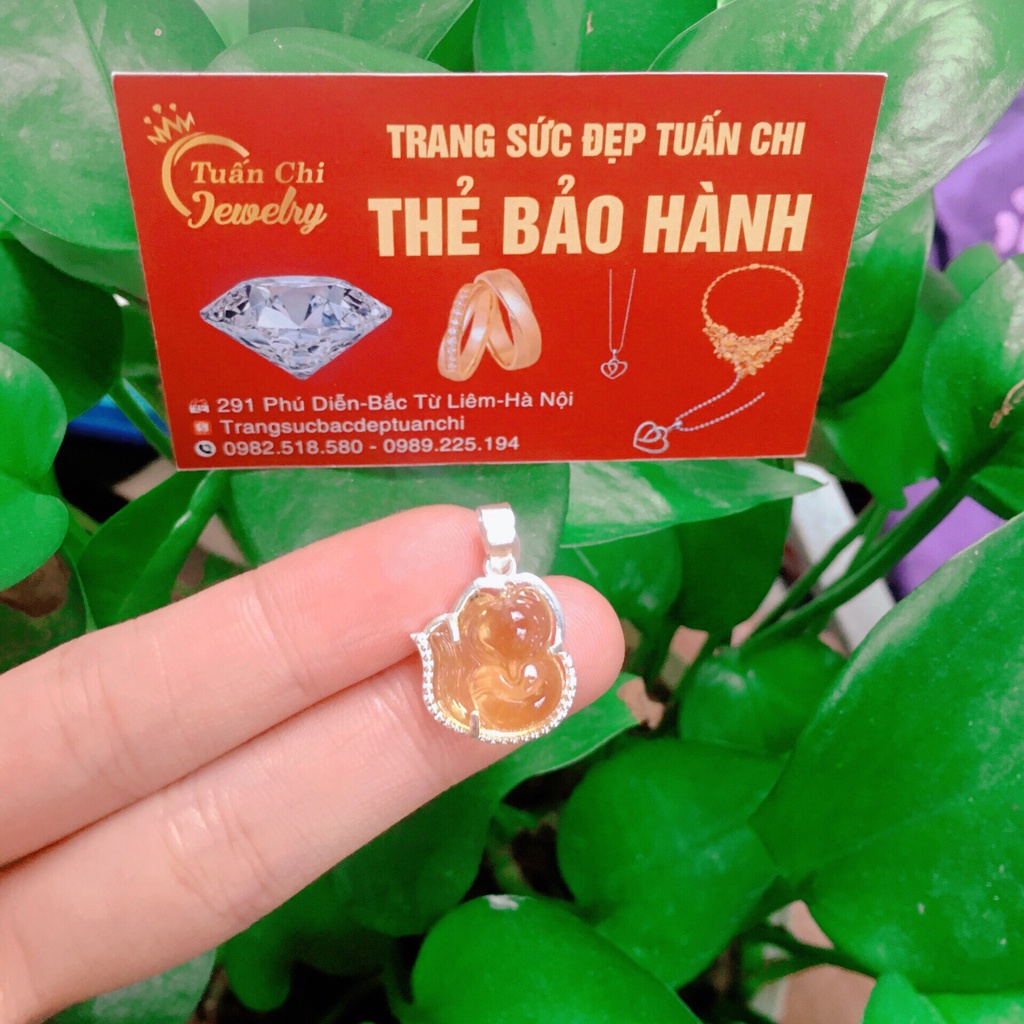 Tuấn Chi
Jewelry
TRANG SỨC ĐẸP TUẤN CHI
THẺ BẢO HÀNH
291 Phú Diễn-Bắc Từ Liêm-Hà Nội
Trangsucbacdeptuanchi
0982.518.580 - 0989.225.194